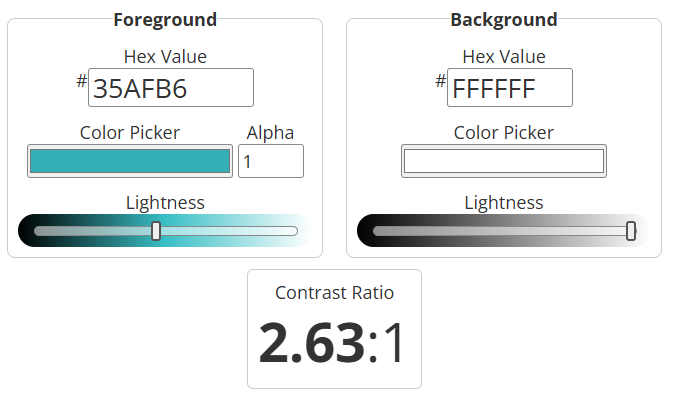 Foreground
Hex Value
# 35AFB6
Color Picker Alpha
1
Lightness
Background
Hex Value
# FFFFFF
Color Picker
Lightness
Contrast Ratio
2.63:1